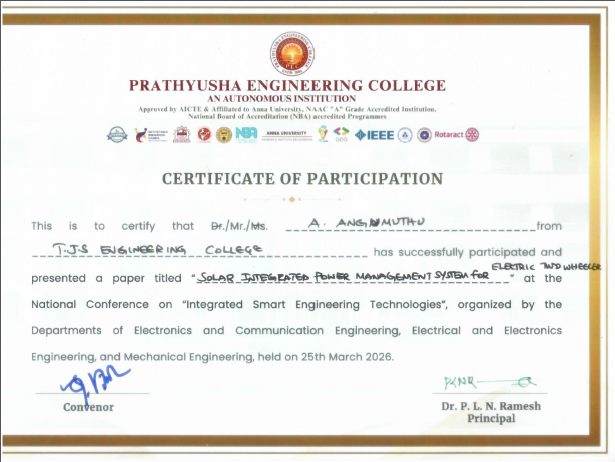 PRATHYUSHA ENGINEERING COLLEGE
AN AUTONOMOUS INSTITUTION
Approved by AICTE & Affiliated to Anna University, NAAC "A" Grade Accredited Institution,
National Board of Accreditation (NBA) accredited Programmes
NBA ANNA UNIVERSITY SDG IEEE Rotaract
CERTIFICATE OF PARTICIPATION
This is to certify that Dr./Mr./Ms. A. ANGAMUTHU from
T.J.S ENGINEERING COLLEGE has successfully participated and
presented a paper titled "SOLAR INTEGRATED POWER MANAGEMENT SYSTEM FOR ELECTRIC TWO WHEELER" at the
National Conference on "Integrated Smart Engineering Technologies", organized by the
Departments of Electronics and Communication Engineering, Electrical and Electronics
Engineering, and Mechanical Engineering, held on 25th March 2026.
Convenor
Dr. P. L. N. Ramesh
Principal